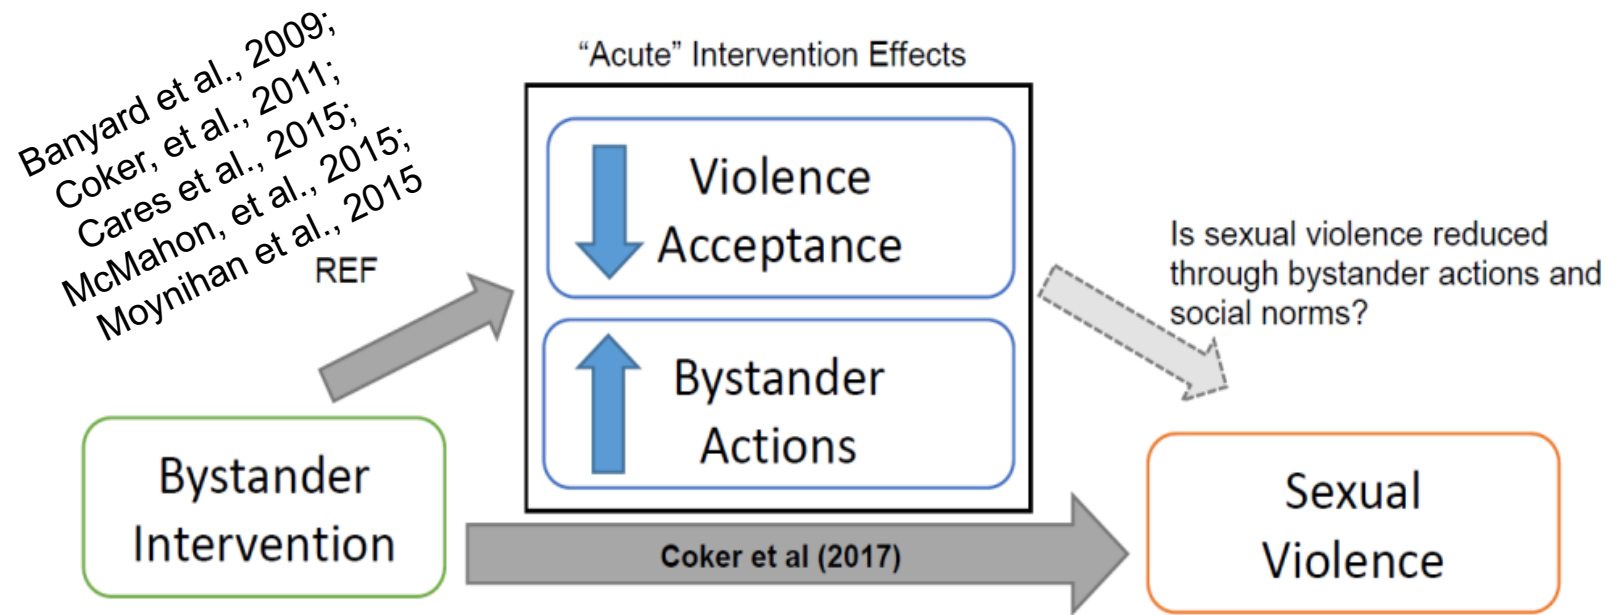 Banyard et al., 2009;
Coker, et al., 2011;
Cares et al., 2015;
McMahon, et al., 2015;
Moynihan et al., 2015
REF
“Acute” Intervention Effects
Violence
Acceptance
Bystander
Actions
Is sexual violence reduced
through bystander actions and
social norms?
Bystander
Intervention
Coker et al (2017)
Sexual
Violence